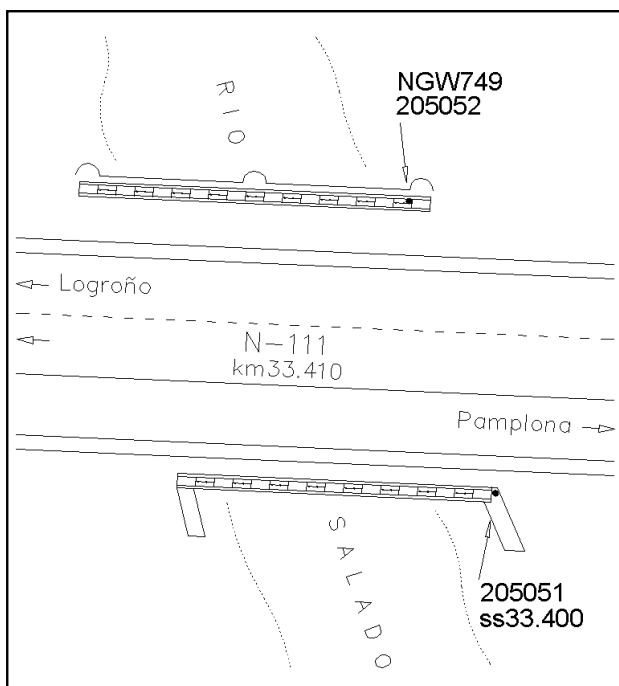 RIO
NGW749
205052
Logroño
N-111
km33.410
Pamplona
SALADO
205051
ss33.400